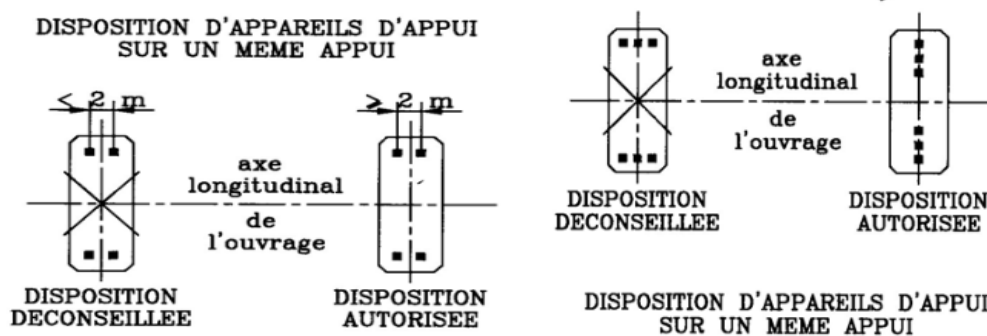 DISPOSITION D'APPAREILS D'APPUI
SUR UN MEME APPUI
< 2 m
≥ 2 m
axe
longitudinal
de
l'ouvrage
DISPOSITION
DECONSEILLEE
DISPOSITION
AUTORISEE
axe
longitudinal
de
l'ouvrage
DISPOSITION
DECONSEILLEE
DISPOSITION
AUTORISEE
DISPOSITION D'APPAREILS D'APPUI
SUR UN MEME APPUI